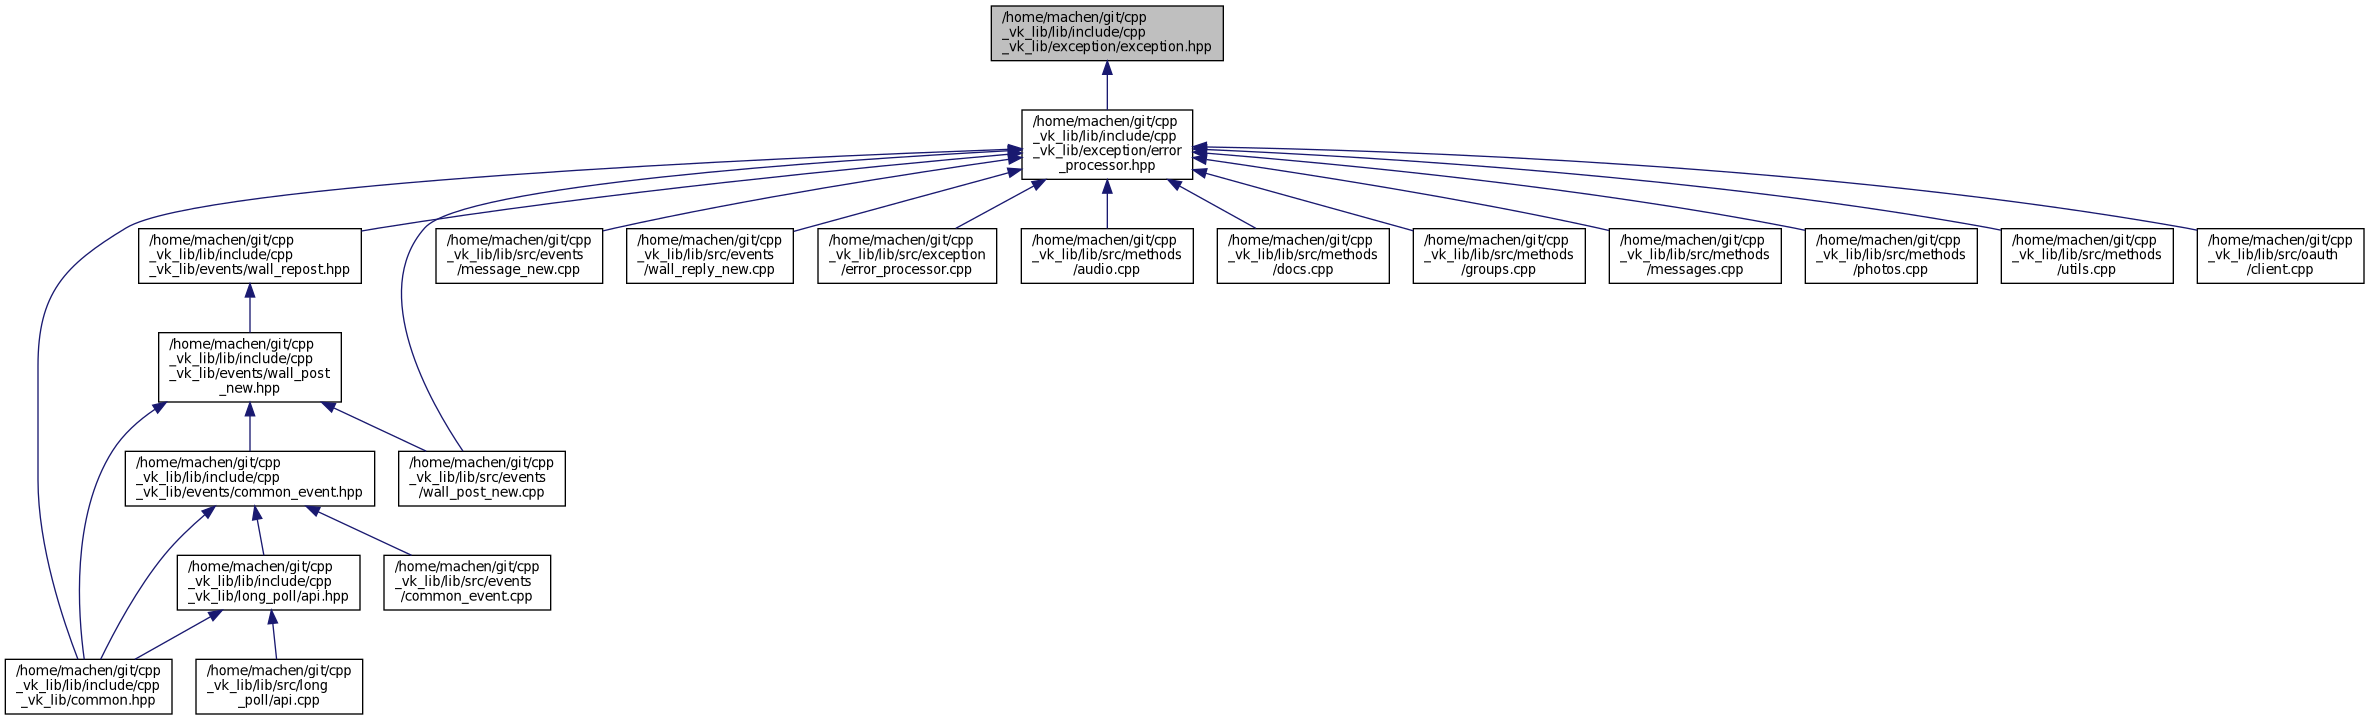 /home/machen/git/cpp
_vk_lib/lib/include/cpp
_vk_lib/exception/exception.hpp
/home/machen/git/cpp
_vk_lib/lib/include/cpp
_vk_lib/exception/error
_processor.hpp
/home/machen/git/cpp
_vk_lib/lib/include/cpp
_vk_lib/events/wall_repost.hpp
/home/machen/git/cpp
_vk_lib/lib/src/events
/message_new.cpp
/home/machen/git/cpp
_vk_lib/lib/src/events
/wall_reply_new.cpp
/home/machen/git/cpp
_vk_lib/lib/src/exception
/error_processor.cpp
/home/machen/git/cpp
_vk_lib/lib/src/methods
/audio.cpp
/home/machen/git/cpp
_vk_lib/lib/src/methods
/docs.cpp
/home/machen/git/cpp
_vk_lib/lib/src/methods
/groups.cpp
/home/machen/git/cpp
_vk_lib/lib/src/methods
/messages.cpp
/home/machen/git/cpp
_vk_lib/lib/src/methods
/photos.cpp
/home/machen/git/cpp
_vk_lib/lib/src/methods
/utils.cpp
/home/machen/git/cpp
_vk_lib/lib/src/oauth
/client.cpp
/home/machen/git/cpp
_vk_lib/lib/include/cpp
_vk_lib/events/wall_post
_new.hpp
/home/machen/git/cpp
_vk_lib/lib/include/cpp
_vk_lib/events/common_event.hpp
/home/machen/git/cpp
_vk_lib/lib/src/events
/wall_post_new.cpp
/home/machen/git/cpp
_vk_lib/lib/include/cpp
_vk_lib/long_poll/api.hpp
/home/machen/git/cpp
_vk_lib/lib/src/events
/common_event.cpp
/home/machen/git/cpp
_vk_lib/lib/include/cpp
_vk_lib/common.hpp
/home/machen/git/cpp
_vk_lib/lib/src/long
_poll/api.cpp